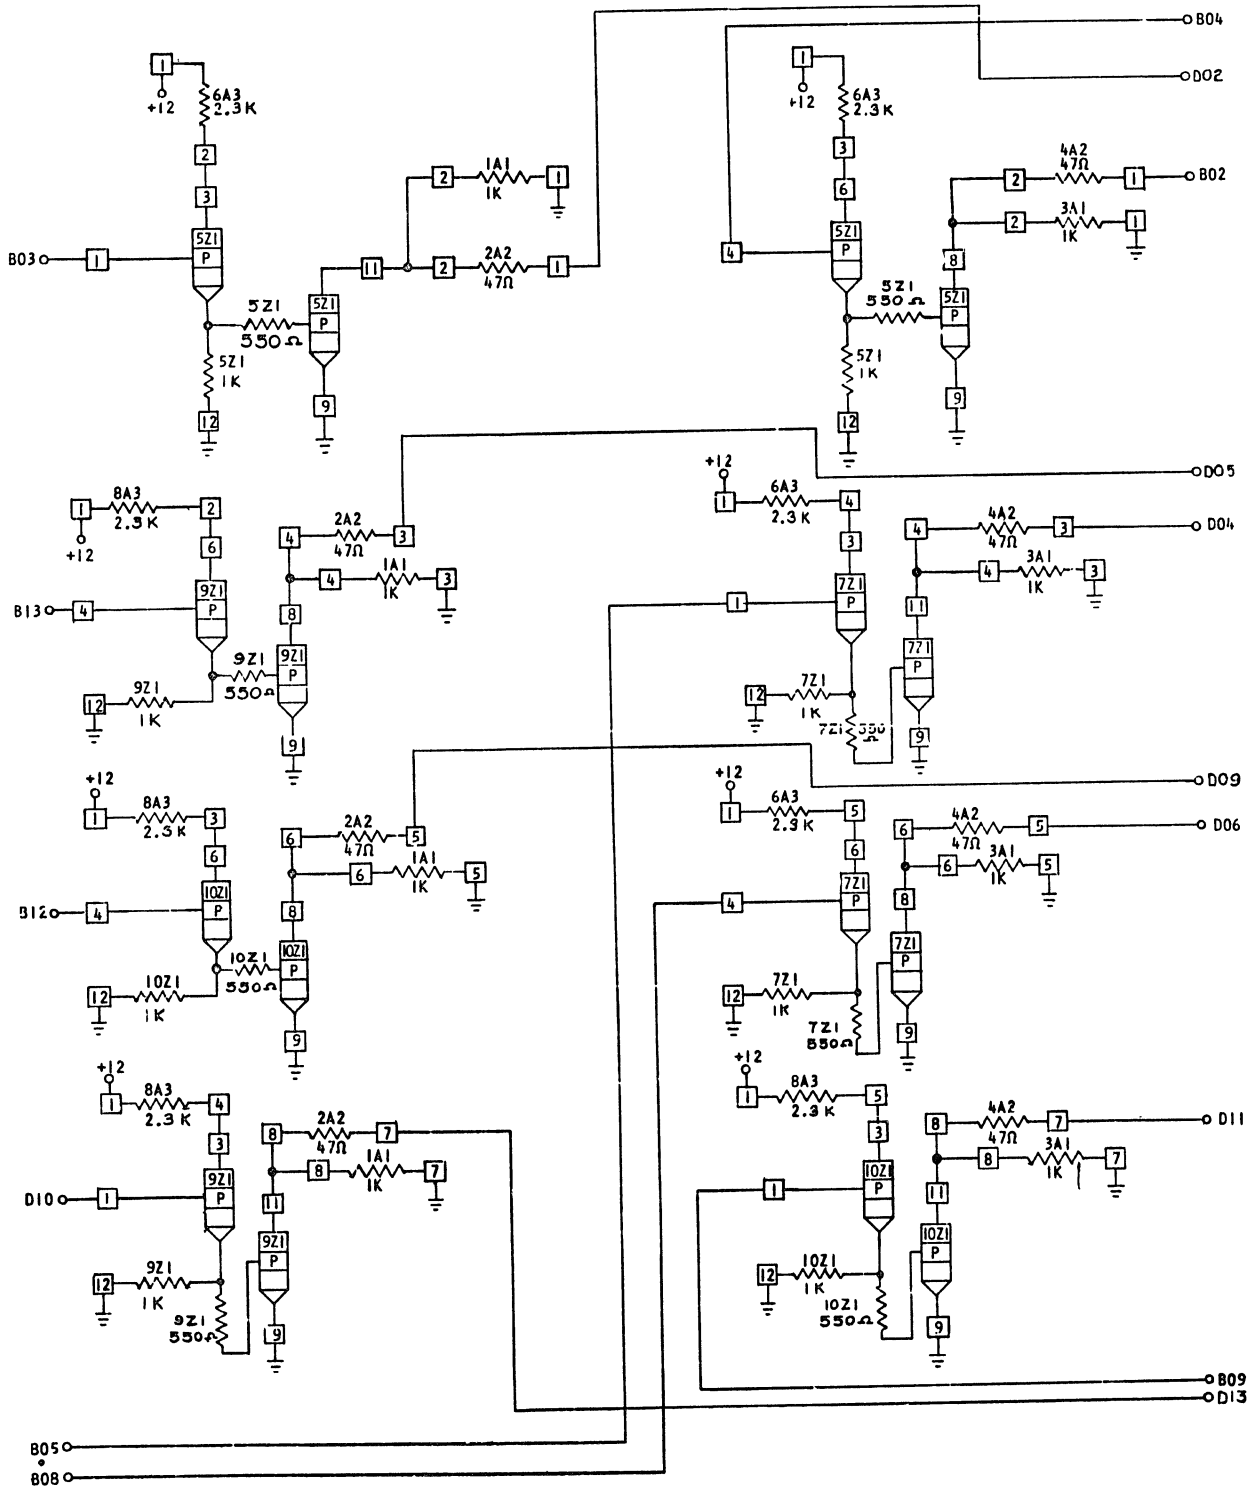 B04
D02
1
+12
6A3
2.3K
2
3
5Z1
P
B03
1
5Z1
550Ω
5Z1
1K
12
5Z1
P
9
11
2
1A1
1K
1
2
2A2
47Ω
1
1
+12
6A3
2.3K
3
6
5Z1
P
4
5Z1
550Ω
5Z1
1K
12
5Z1
P
9
8
2
4A2
47Ω
1
B02
2
3A1
1K
1
D05
1
+12
8A3
2.3K
2
6
9Z1
P
B13
4
9Z1
550Ω
12
9Z1
1K
9Z1
P
9
8
4
2A2
47Ω
3
4
1A1
1K
3
+12
1
6A3
2.3K
4
3
7Z1
P
1
12
7Z1
1K
7Z1 550
Ω
7Z1
P
9
11
4
4A2
47Ω
3
D04
4
3A1
1K
3
D09
+12
1
8A3
2.3K
3
6
10Z1
P
B12
4
10Z1
550Ω
12
10Z1
1K
10Z1
P
9
8
6
2A2
47Ω
5
6
1A1
1K
5
+12
1
6A3
2.3K
5
6
7Z1
P
4
12
7Z1
1K
7Z1
550Ω
7Z1
P
9
8
6
4A2
47Ω
5
D06
6
3A1
1K
5
+12
1
8A3
2.3K
4
3
9Z1
P
D10
1
12
9Z1
1K
9Z1
550Ω
9Z1
P
9
11
8
2A2
47Ω
7
8
1A1
1K
7
+12
1
8A3
2.3K
5
3
10Z1
P
1
12
10Z1
1K
10Z1
550Ω
10Z1
P
9
11
8
4A2
47Ω
7
D11
8
3A1
1K
7
B09
D13
B05
B08